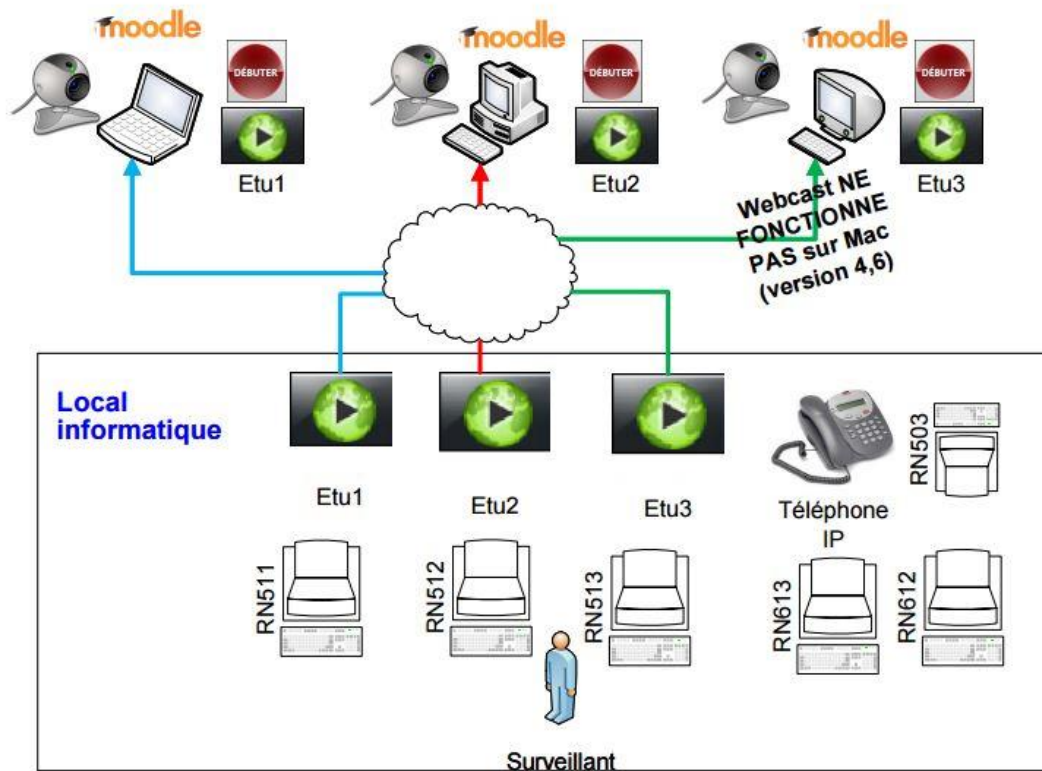 moodle
moodle
moodle
DÉBUTER
DÉBUTER
DÉBUTER
Etu1
Etu2
Etu3
Webcast NE
FONCTIONNE
PAS sur Mac
(version 4,6)
Local
informatique
Etu1
Etu2
Etu3
Téléphone
IP
RN503
RN511
RN512
RN513
RN613
RN612
Surveillant